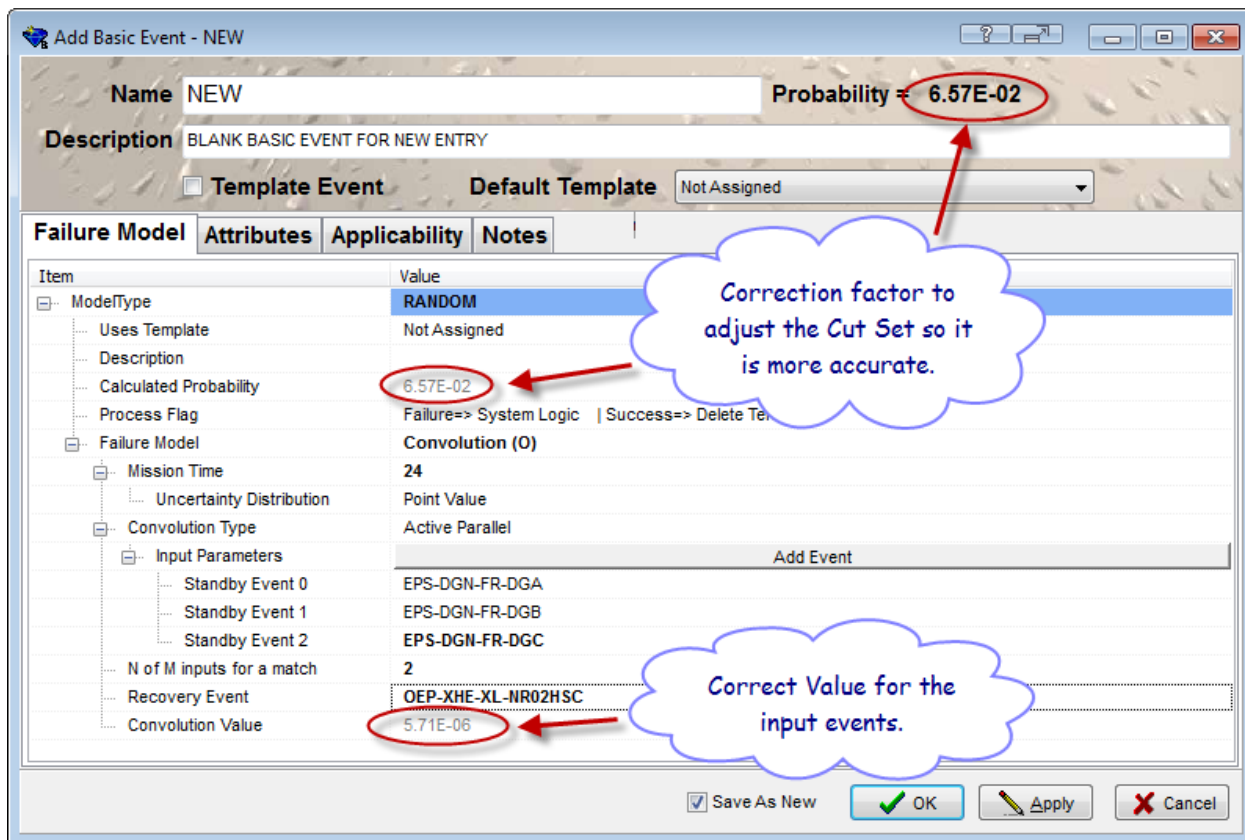 Add Basic Event - NEW
Name NEW Probability = 6.57E-02
Description BLANK BASIC EVENT FOR NEW ENTRY
Template Event Default Template Not Assigned
Failure Model Attributes Applicability Notes
Item Value
ModelType RANDOM
Uses Template Not Assigned
Description
Calculated Probability 6.57E-02
Process Flag Failure=> System Logic | Success=> Delete
Failure Model Convolution (O)
Mission Time 24
Uncertainty Distribution Point Value
Convolution Type Active Parallel
Input Parameters Add Event
Standby Event 0 EPS-DGN-FR-DGA
Standby Event 1 EPS-DGN-FR-DGB
Standby Event 2 EPS-DGN-FR-DGC
N of M inputs for a match 2
Recovery Event OEP-XHE-XL-NR02HSC
Convolution Value 5.71E-06
Correction factor to
adjust the Cut Set so it
is more accurate.
Correct Value for the
input events.
Save As New OK Apply Cancel